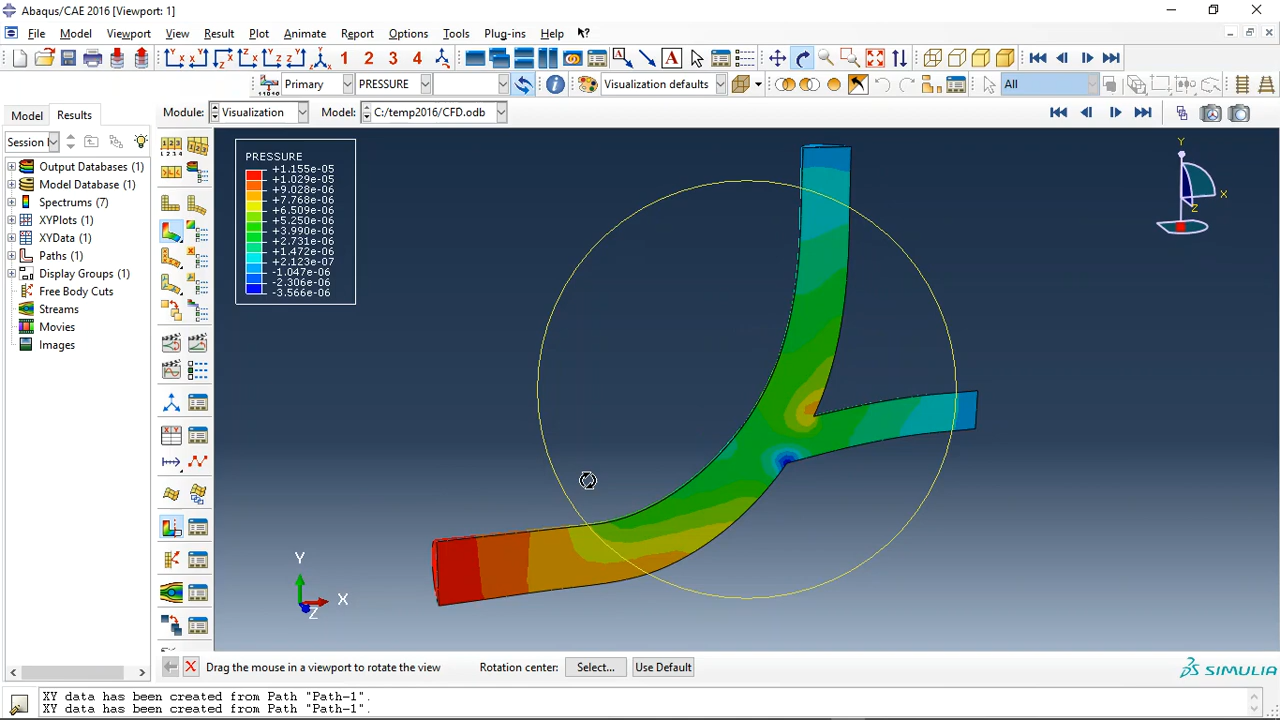 Abaqus/CAE 2016 [Viewport: 1]
File Model Viewport View Result Plot Animate Report Options Tools Plug-ins Help
1 2 3 4 A
Primary PRESSURE Visualization defaults All
Model Results Module: Visualization Model: C:/temp2016/CFD.odb
Session
Output Databases (1)
Model Database (1)
Spectrums (7)
XYPlots (1)
XYData (1)
Paths (1)
Display Groups (1)
Free Body Cuts
Streams
Movies
Images
PRESSURE
+1.155e-05
+1.029e-05
+9.028e-06
+7.768e-06
+6.509e-06
+5.250e-06
+3.990e-06
+2.731e-06
+1.472e-06
+2.123e-07
-1.047e-06
-2.306e-06
-3.566e-06
Y
X
Z
Y
X
Z
Drag the mouse in a viewport to rotate the view Rotation center: Select... Use Default
SIMULIA
XY data has been created from Path "Path-1".
XY data has been created from Path "Path-1".